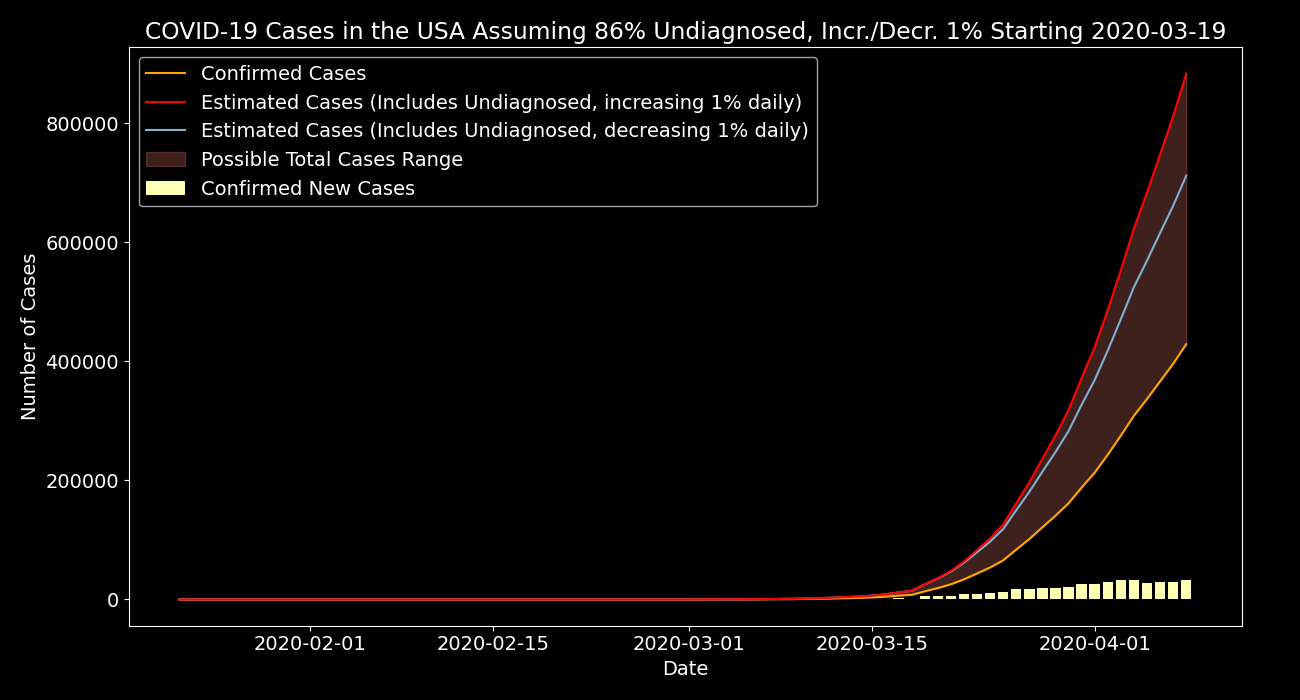 COVID-19 Cases in the USA Assuming 86% Undiagnosed, Incr./Decr. 1% Starting 2020-03-19
Confirmed Cases
Estimated Cases (Includes Undiagnosed, increasing 1% daily)
Estimated Cases (Includes Undiagnosed, decreasing 1% daily)
Possible Total Cases Range
Confirmed New Cases
Number of Cases
800000
600000
400000
200000
0
2020-02-01 2020-02-15 2020-03-01 2020-03-15 2020-04-01
Date